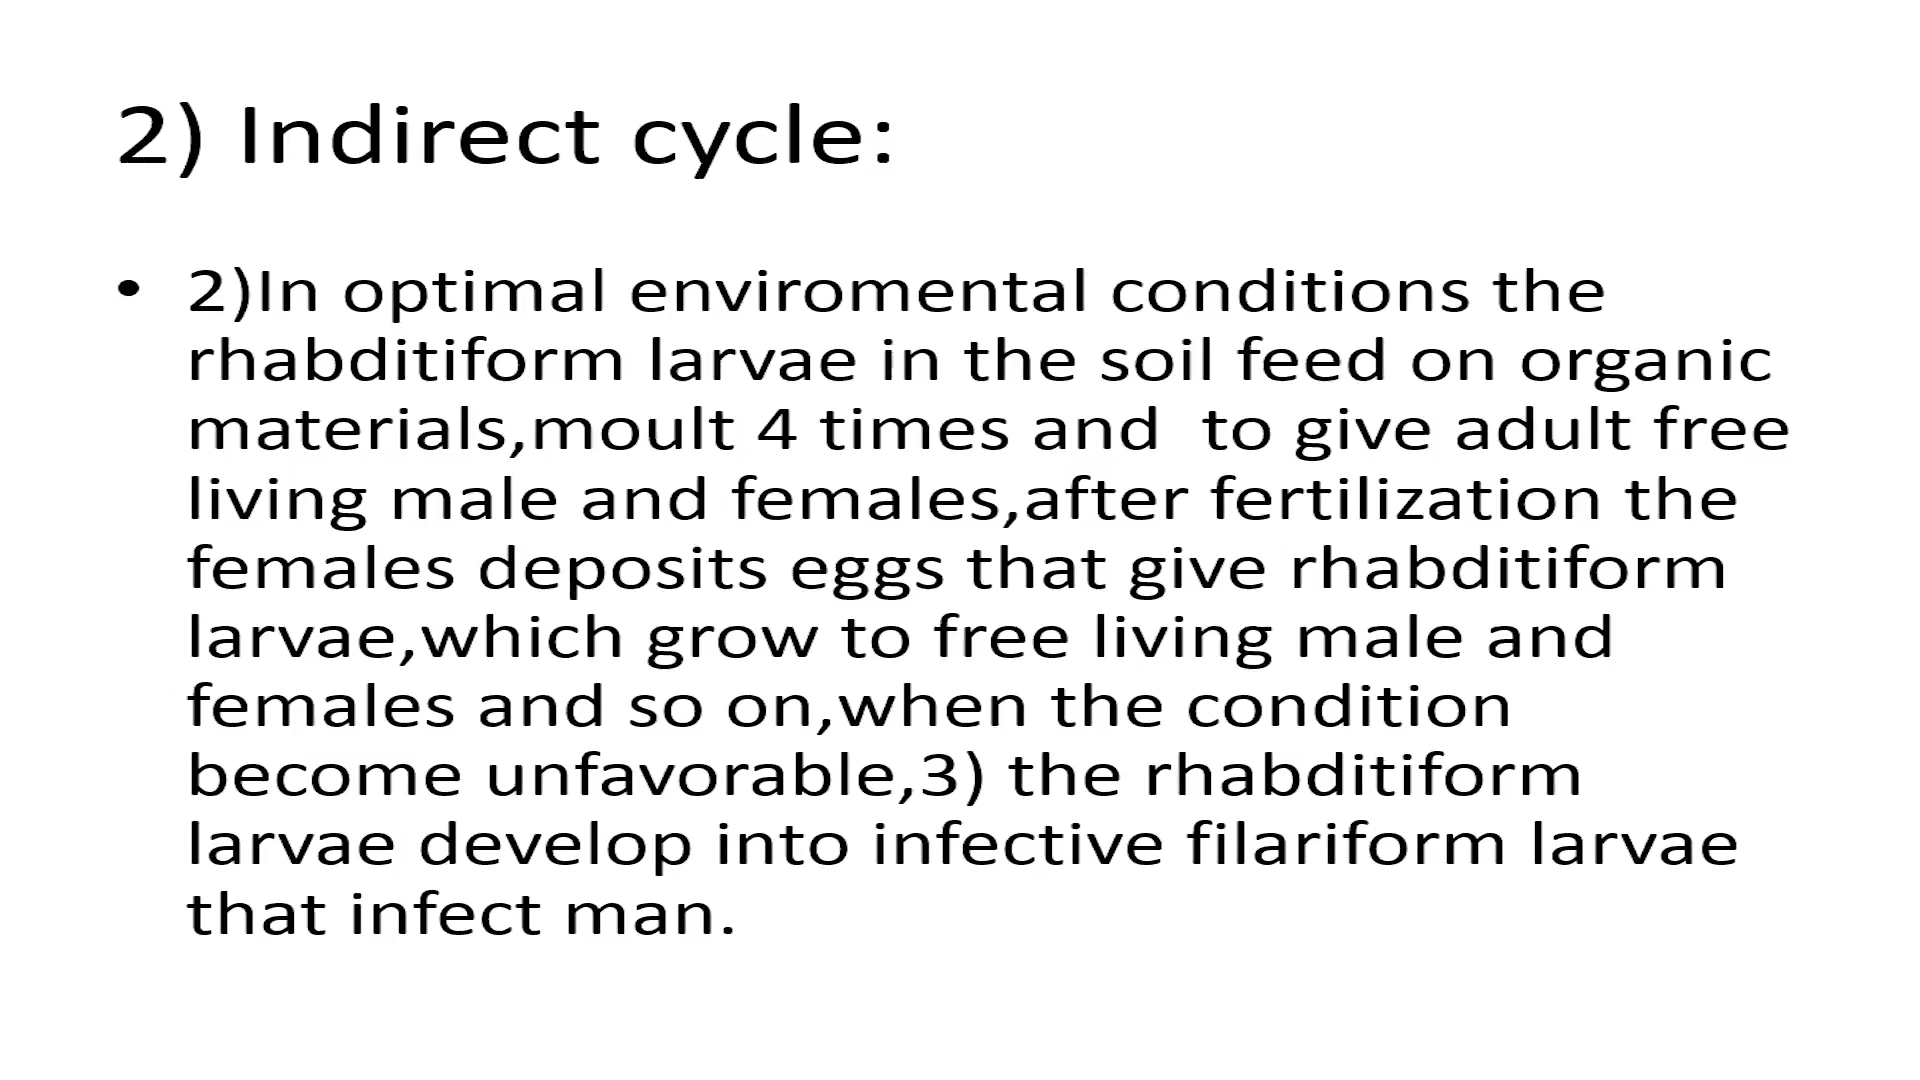 2) Indirect cycle:
• 2)In optimal enviromental conditions the
rhabditiform larvae in the soil feed on organic
materials,moult 4 times and  to give adult free
living male and females,after fertilization the
females deposits eggs that give rhabditiform
larvae,which grow to free living male and
females and so on,when the condition
become unfavorable,3) the rhabditiform
larvae develop into infective filariform larvae
that infect man.